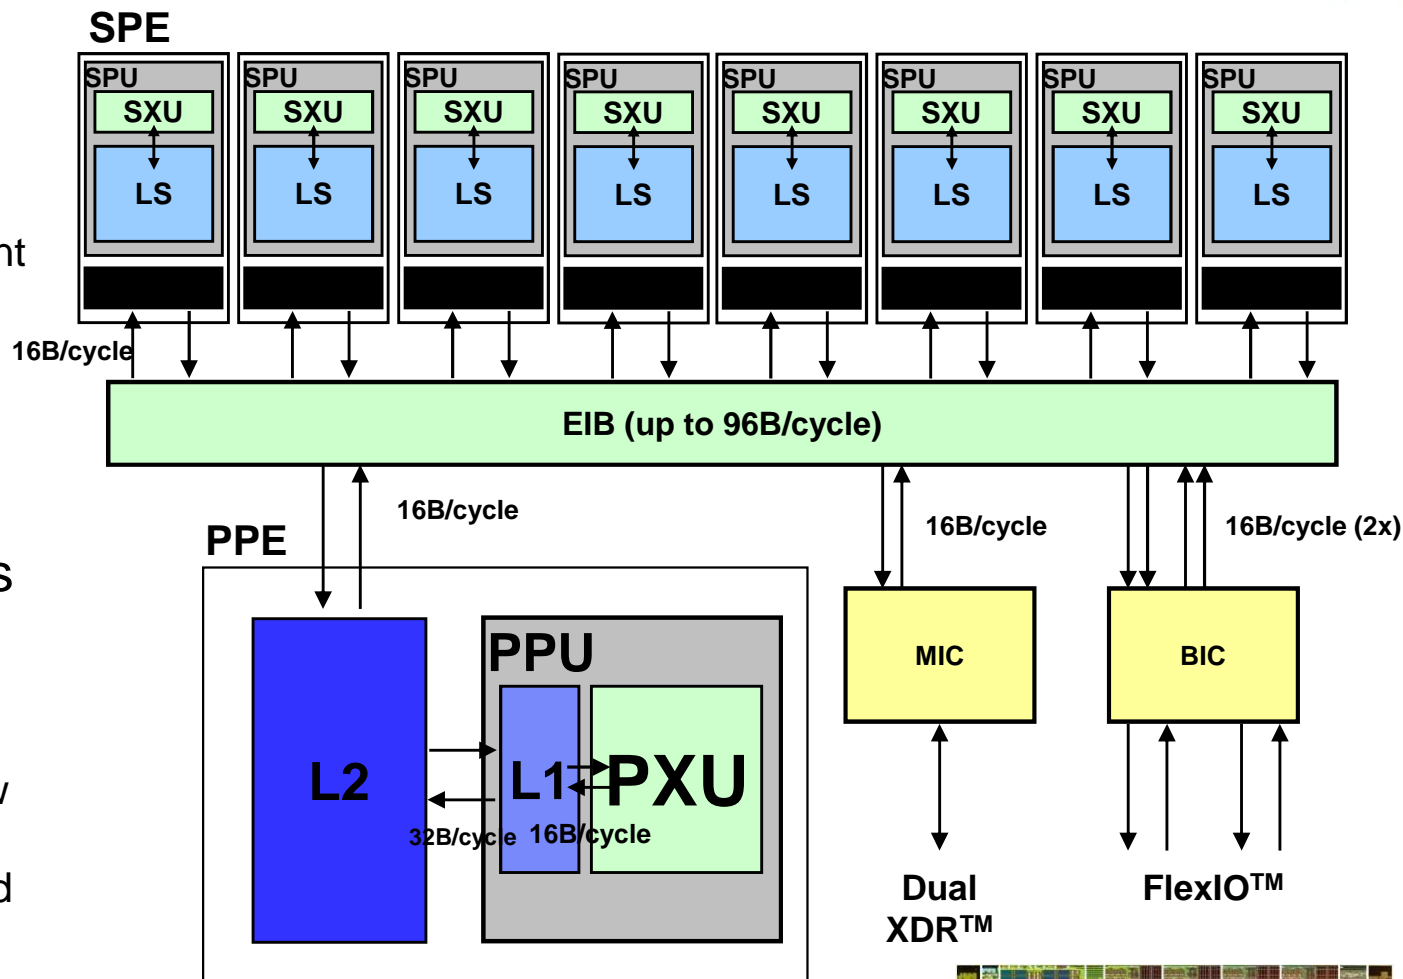 SPE
SPU SPU SPU SPU SPU SPU SPU SPU
SXU SXU SXU SXU SXU SXU SXU SXU
LS LS LS LS LS LS LS LS
nt
16B/cycle
EIB (up to 96B/cycle)
16B/cycle
16B/cycle
16B/cycle (2x)
PPE
s
PPU
MIC
BIC
L2
L1
PXU
w
32B/cycle
16B/cycle
d
Dual
XDR™
FlexIO™